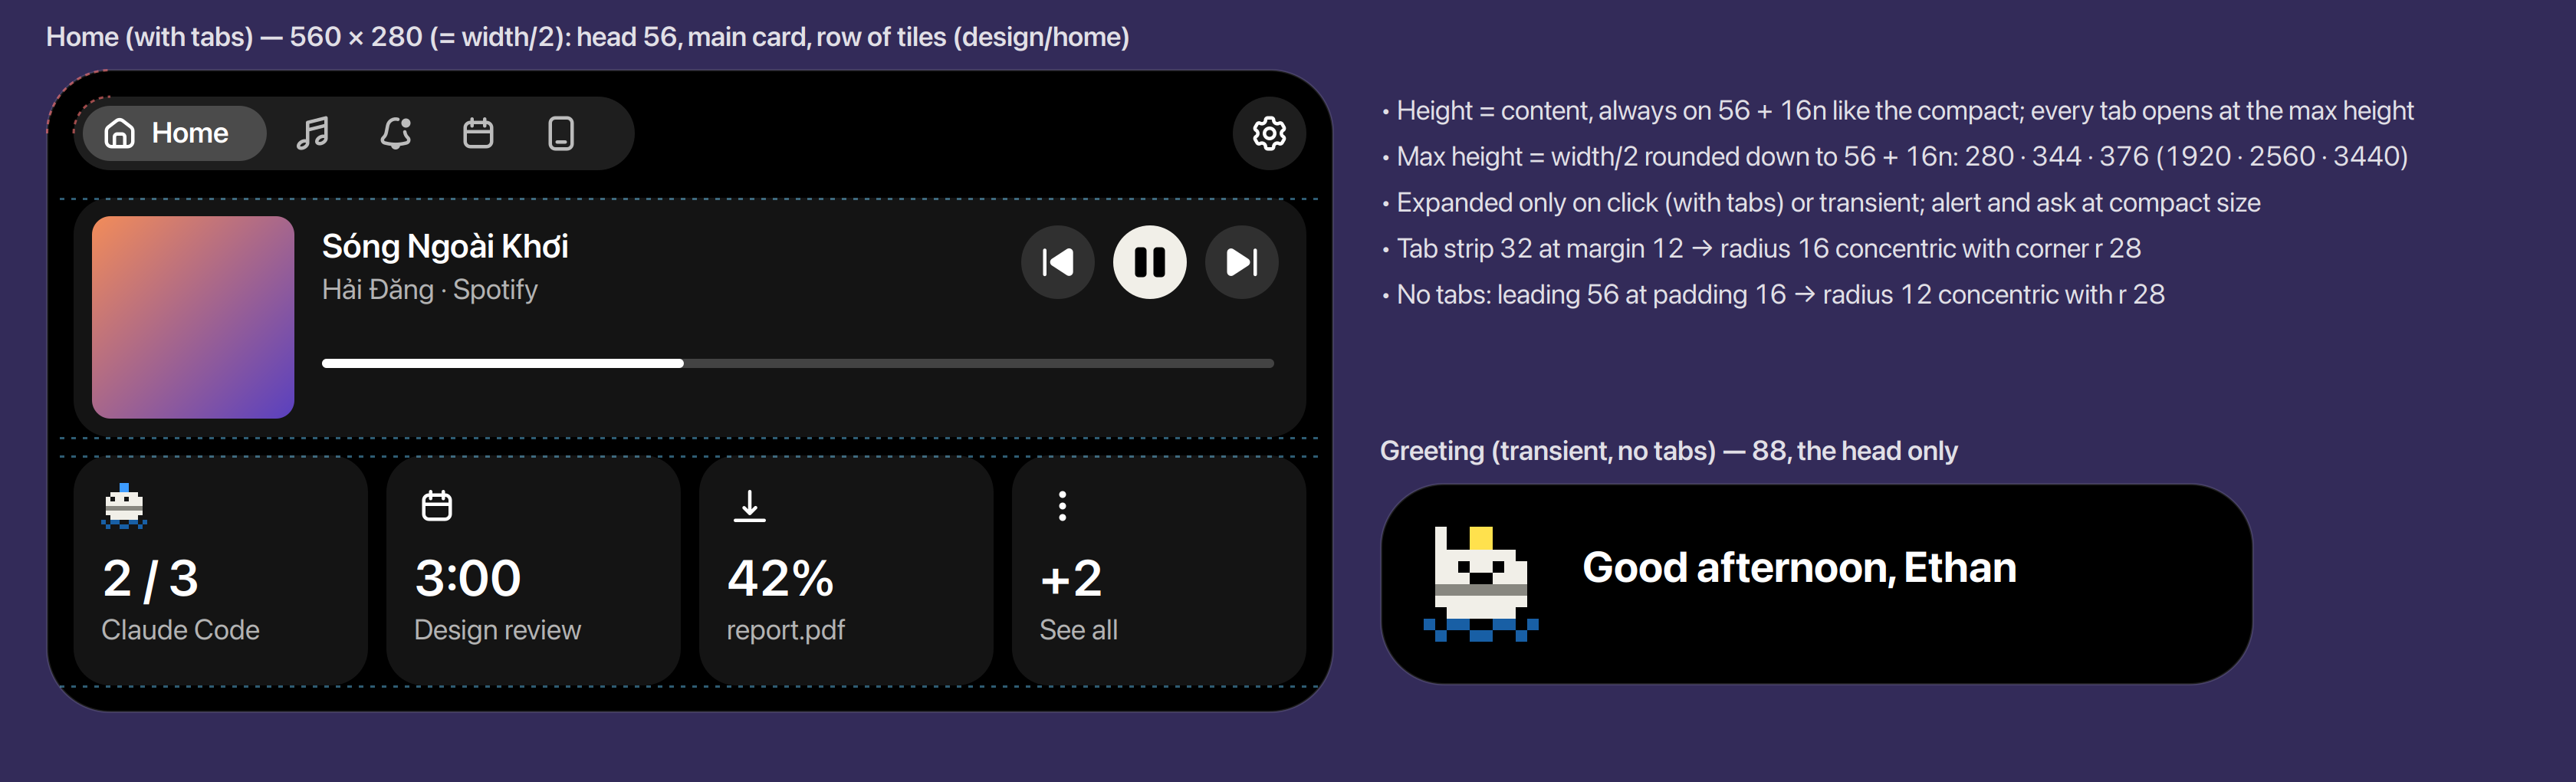 Home (with tabs) — 560 × 280 (= width/2): head 56, main card, row of tiles (design/home)
Home
Sóng Ngoài Khơi
Hải Đăng · Spotify
2 / 3
Claude Code
3:00
Design review
42%
report.pdf
+2
See all
• Height = content, always on 56 + 16n like the compact; every tab opens at the max height
• Max height = width/2 rounded down to 56 + 16n: 280 · 344 · 376 (1920 · 2560 · 3440)
• Expanded only on click (with tabs) or transient; alert and ask at compact size
• Tab strip 32 at margin 12 → radius 16 concentric with corner r 28
• No tabs: leading 56 at padding 16 → radius 12 concentric with r 28
Greeting (transient, no tabs) — 88, the head only
Good afternoon, Ethan